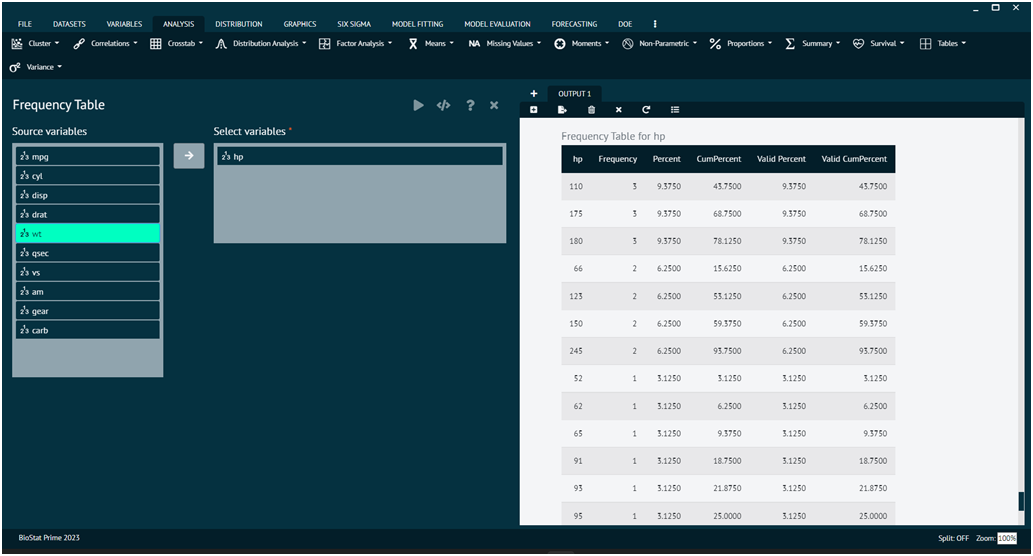 FILE DATASETS VARIABLES ANALYSIS DISTRIBUTION GRAPHICS SIX SIGMA MODEL FITTING MODEL EVALUATION FORECASTING DOE
Cluster Correlations Crosstab Distribution Analysis Factor Analysis Means NA Missing Values Moments Non-Parametric Proportions Summary Survival Tables
σ² Variance
Frequency Table
Source variables
mpg
cyl
disp
drat
wt
qsec
vs
am
gear
carb
Select variables *
hp
OUTPUT 1
Frequency Table for hp
hp Frequency Percent CumPercent Valid Percent Valid CumPercent
110 3 9.3750 43.7500 9.3750 43.7500
175 3 9.3750 68.7500 9.3750 68.7500
180 3 9.3750 78.1250 9.3750 78.1250
66 2 6.2500 15.6250 6.2500 15.6250
123 2 6.2500 53.1250 6.2500 53.1250
150 2 6.2500 59.3750 6.2500 59.3750
245 2 6.2500 93.7500 6.2500 93.7500
52 1 3.1250 3.1250 3.1250 3.1250
62 1 3.1250 6.2500 3.1250 6.2500
65 1 3.1250 9.3750 3.1250 9.3750
91 1 3.1250 18.7500 3.1250 18.7500
93 1 3.1250 21.8750 3.1250 21.8750
95 1 3.1250 25.0000 3.1250 25.0000
BioStat Prime 2023
Split: OFF Zoom: 100%